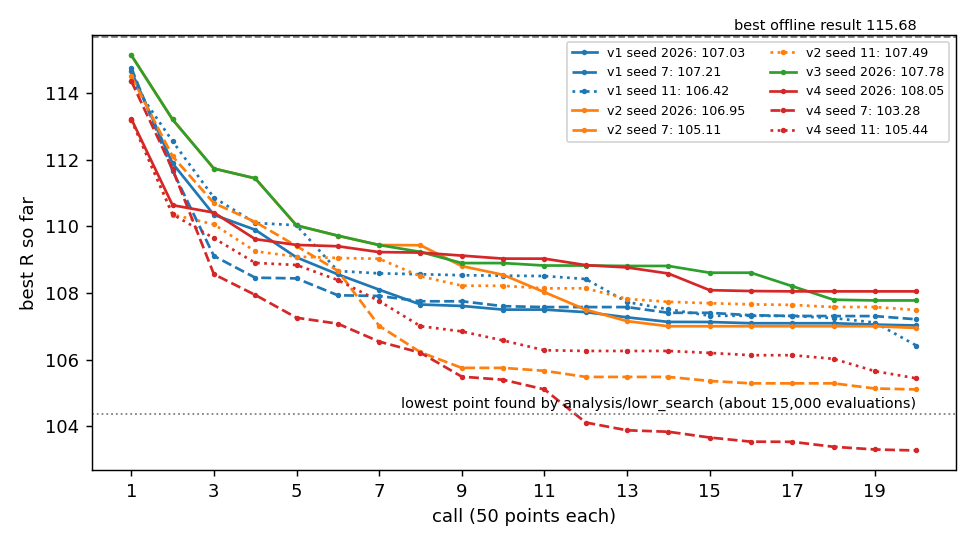 best offline result 115.68
v1 seed 2026: 107.03
v1 seed 7: 107.21
v1 seed 11: 106.42
v2 seed 2026: 106.95
v2 seed 7: 105.11
v2 seed 11: 107.49
v3 seed 2026: 107.78
v4 seed 2026: 108.05
v4 seed 7: 103.28
v4 seed 11: 105.44
best R so far
114
112
110
108
106
104
lowest point found by analysis/lowr_search (about 15,000 evaluations)
1 3 5 7 9 11 13 15 17 19
call (50 points each)